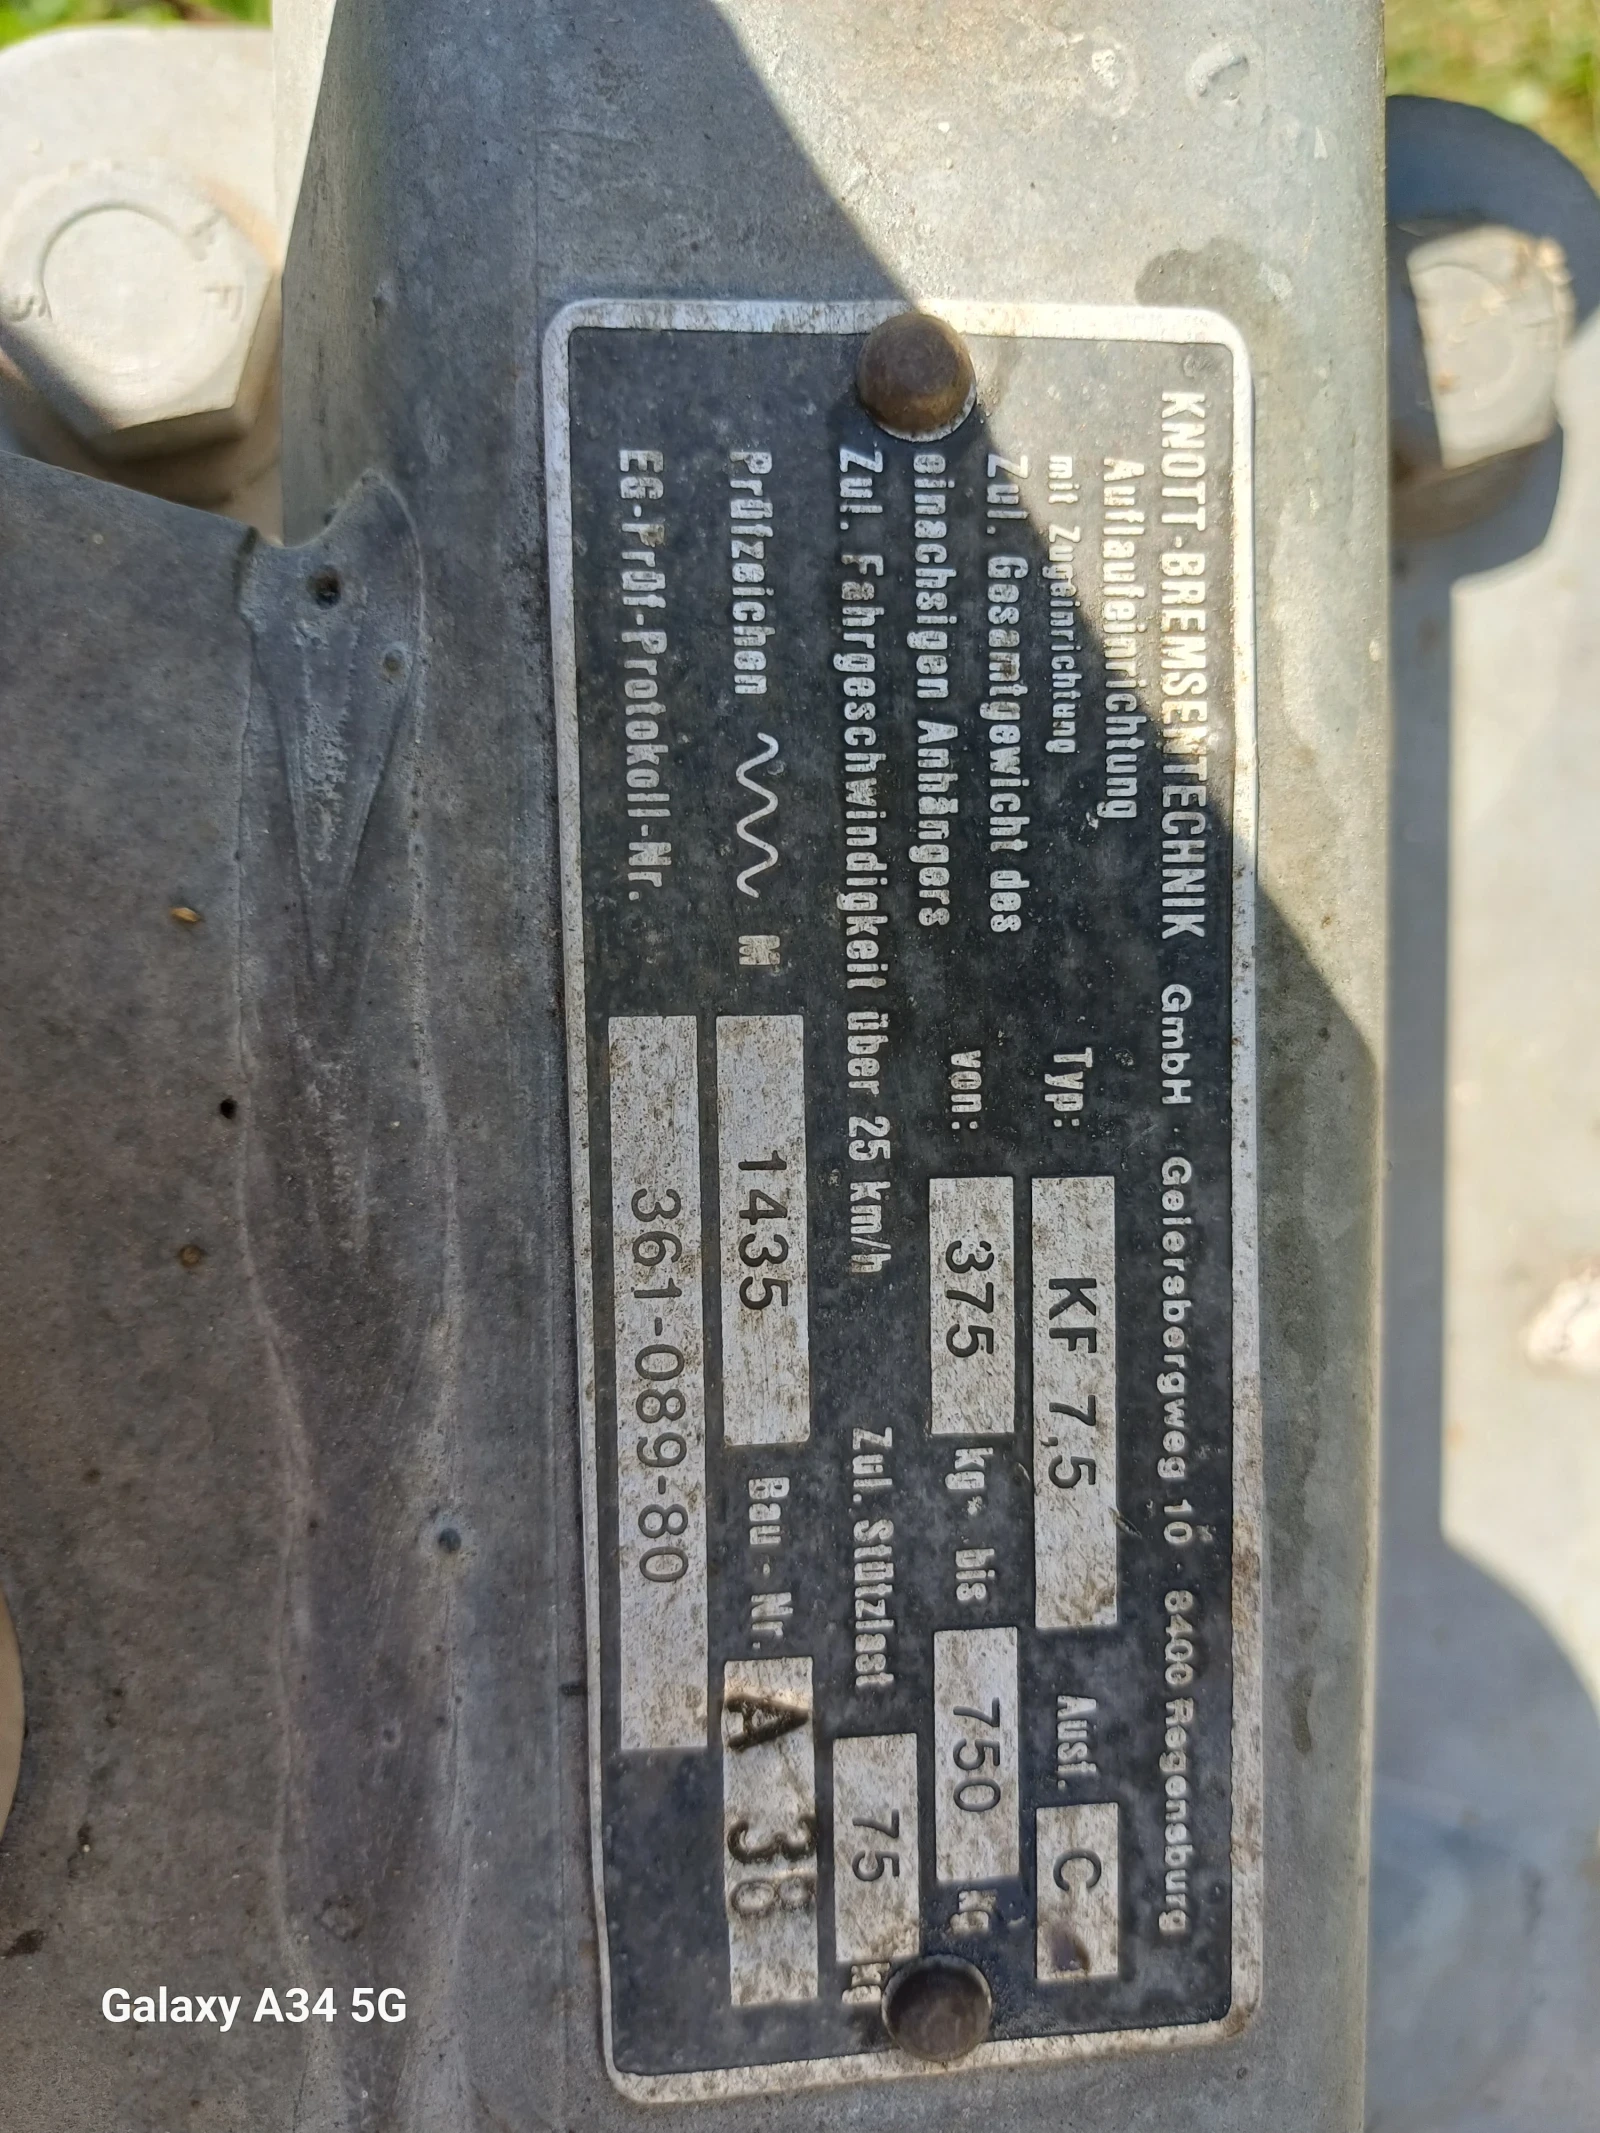 KNOTT-BREMSENTECHNIK GmbH · Geiersbergweg 10 · 8400 Regensburg
Auflaufeinrichtung
mit Zugeinrichtung Typ: KF 7,5 Ausf. C
Zul. Gesamtgewicht des
einachsigen Anhängers von: 375 kg bis 750 kg
Zul. Fahrgeschwindigkeit über 25 km/h Zul. Stützlast 75 kg
Prüfzeichen M 1435 Bau-Nr. A 38
EG-Prüf-Protokoll-Nr. 361-089-80
Galaxy A34 5G